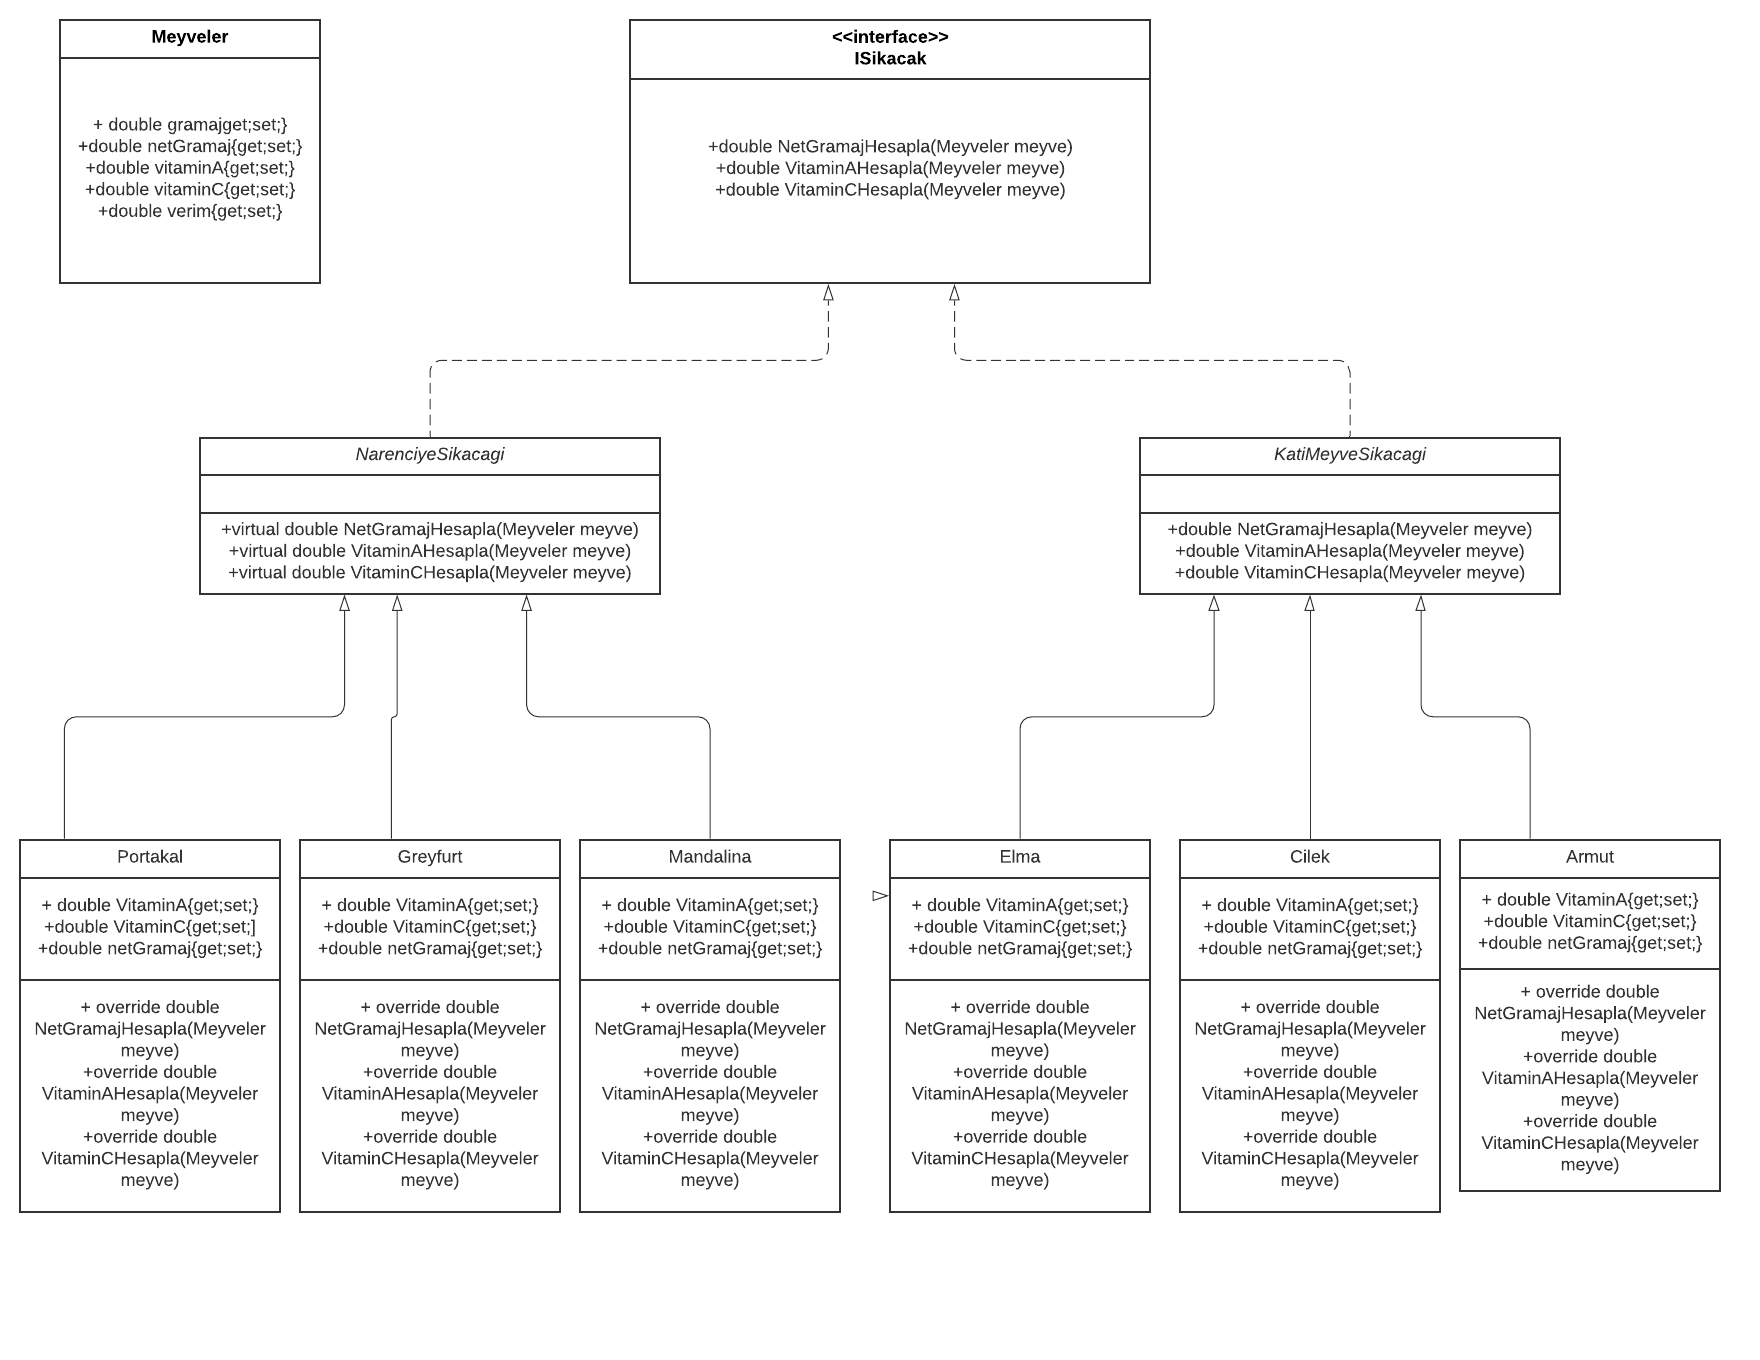 Meyveler
+ double gramajget;set;}
+double netGramaj{get;set;}
+double vitaminA{get;set;}
+double vitaminC{get;set;}
+double verim{get;set;}
<<interface>>
ISikacak
+double NetGramajHesapla(Meyveler meyve)
+double VitaminAHesapla(Meyveler meyve)
+double VitaminCHesapla(Meyveler meyve)
NarenciyeSikacagi
+virtual double NetGramajHesapla(Meyveler meyve)
+virtual double VitaminAHesapla(Meyveler meyve)
+virtual double VitaminCHesapla(Meyveler meyve)
KatiMeyveSikacagi
+double NetGramajHesapla(Meyveler meyve)
+double VitaminAHesapla(Meyveler meyve)
+double VitaminCHesapla(Meyveler meyve)
Portakal
+ double VitaminA{get;set;}
+double VitaminC{get;set;]
+double netGramaj{get;set;}
+ override double
NetGramajHesapla(Meyveler
meyve)
+override double
VitaminAHesapla(Meyveler
meyve)
+override double
VitaminCHesapla(Meyveler
meyve)
Greyfurt
+ double VitaminA{get;set;}
+double VitaminC{get;set;}
+double netGramaj{get;set;}
+ override double
NetGramajHesapla(Meyveler
meyve)
+override double
VitaminAHesapla(Meyveler
meyve)
+override double
VitaminCHesapla(Meyveler
meyve)
Mandalina
+ double VitaminA{get;set;}
+double VitaminC{get;set;}
+double netGramaj{get;set;}
+ override double
NetGramajHesapla(Meyveler
meyve)
+override double
VitaminAHesapla(Meyveler
meyve)
+override double
VitaminCHesapla(Meyveler
meyve)
Elma
+ double VitaminA{get;set;}
+double VitaminC{get;set;}
+double netGramaj{get;set;}
+ override double
NetGramajHesapla(Meyveler
meyve)
+override double
VitaminAHesapla(Meyveler
meyve)
+override double
VitaminCHesapla(Meyveler
meyve)
Cilek
+ double VitaminA{get;set;}
+double VitaminC{get;set;}
+double netGramaj{get;set;}
+ override double
NetGramajHesapla(Meyveler
meyve)
+override double
VitaminAHesapla(Meyveler
meyve)
+override double
VitaminCHesapla(Meyveler
meyve)
Armut
+ double VitaminA{get;set;}
+double VitaminC{get;set;}
+double netGramaj{get;set;}
+ override double
NetGramajHesapla(Meyveler
meyve)
+override double
VitaminAHesapla(Meyveler
meyve)
+override double
VitaminCHesapla(Meyveler
meyve)